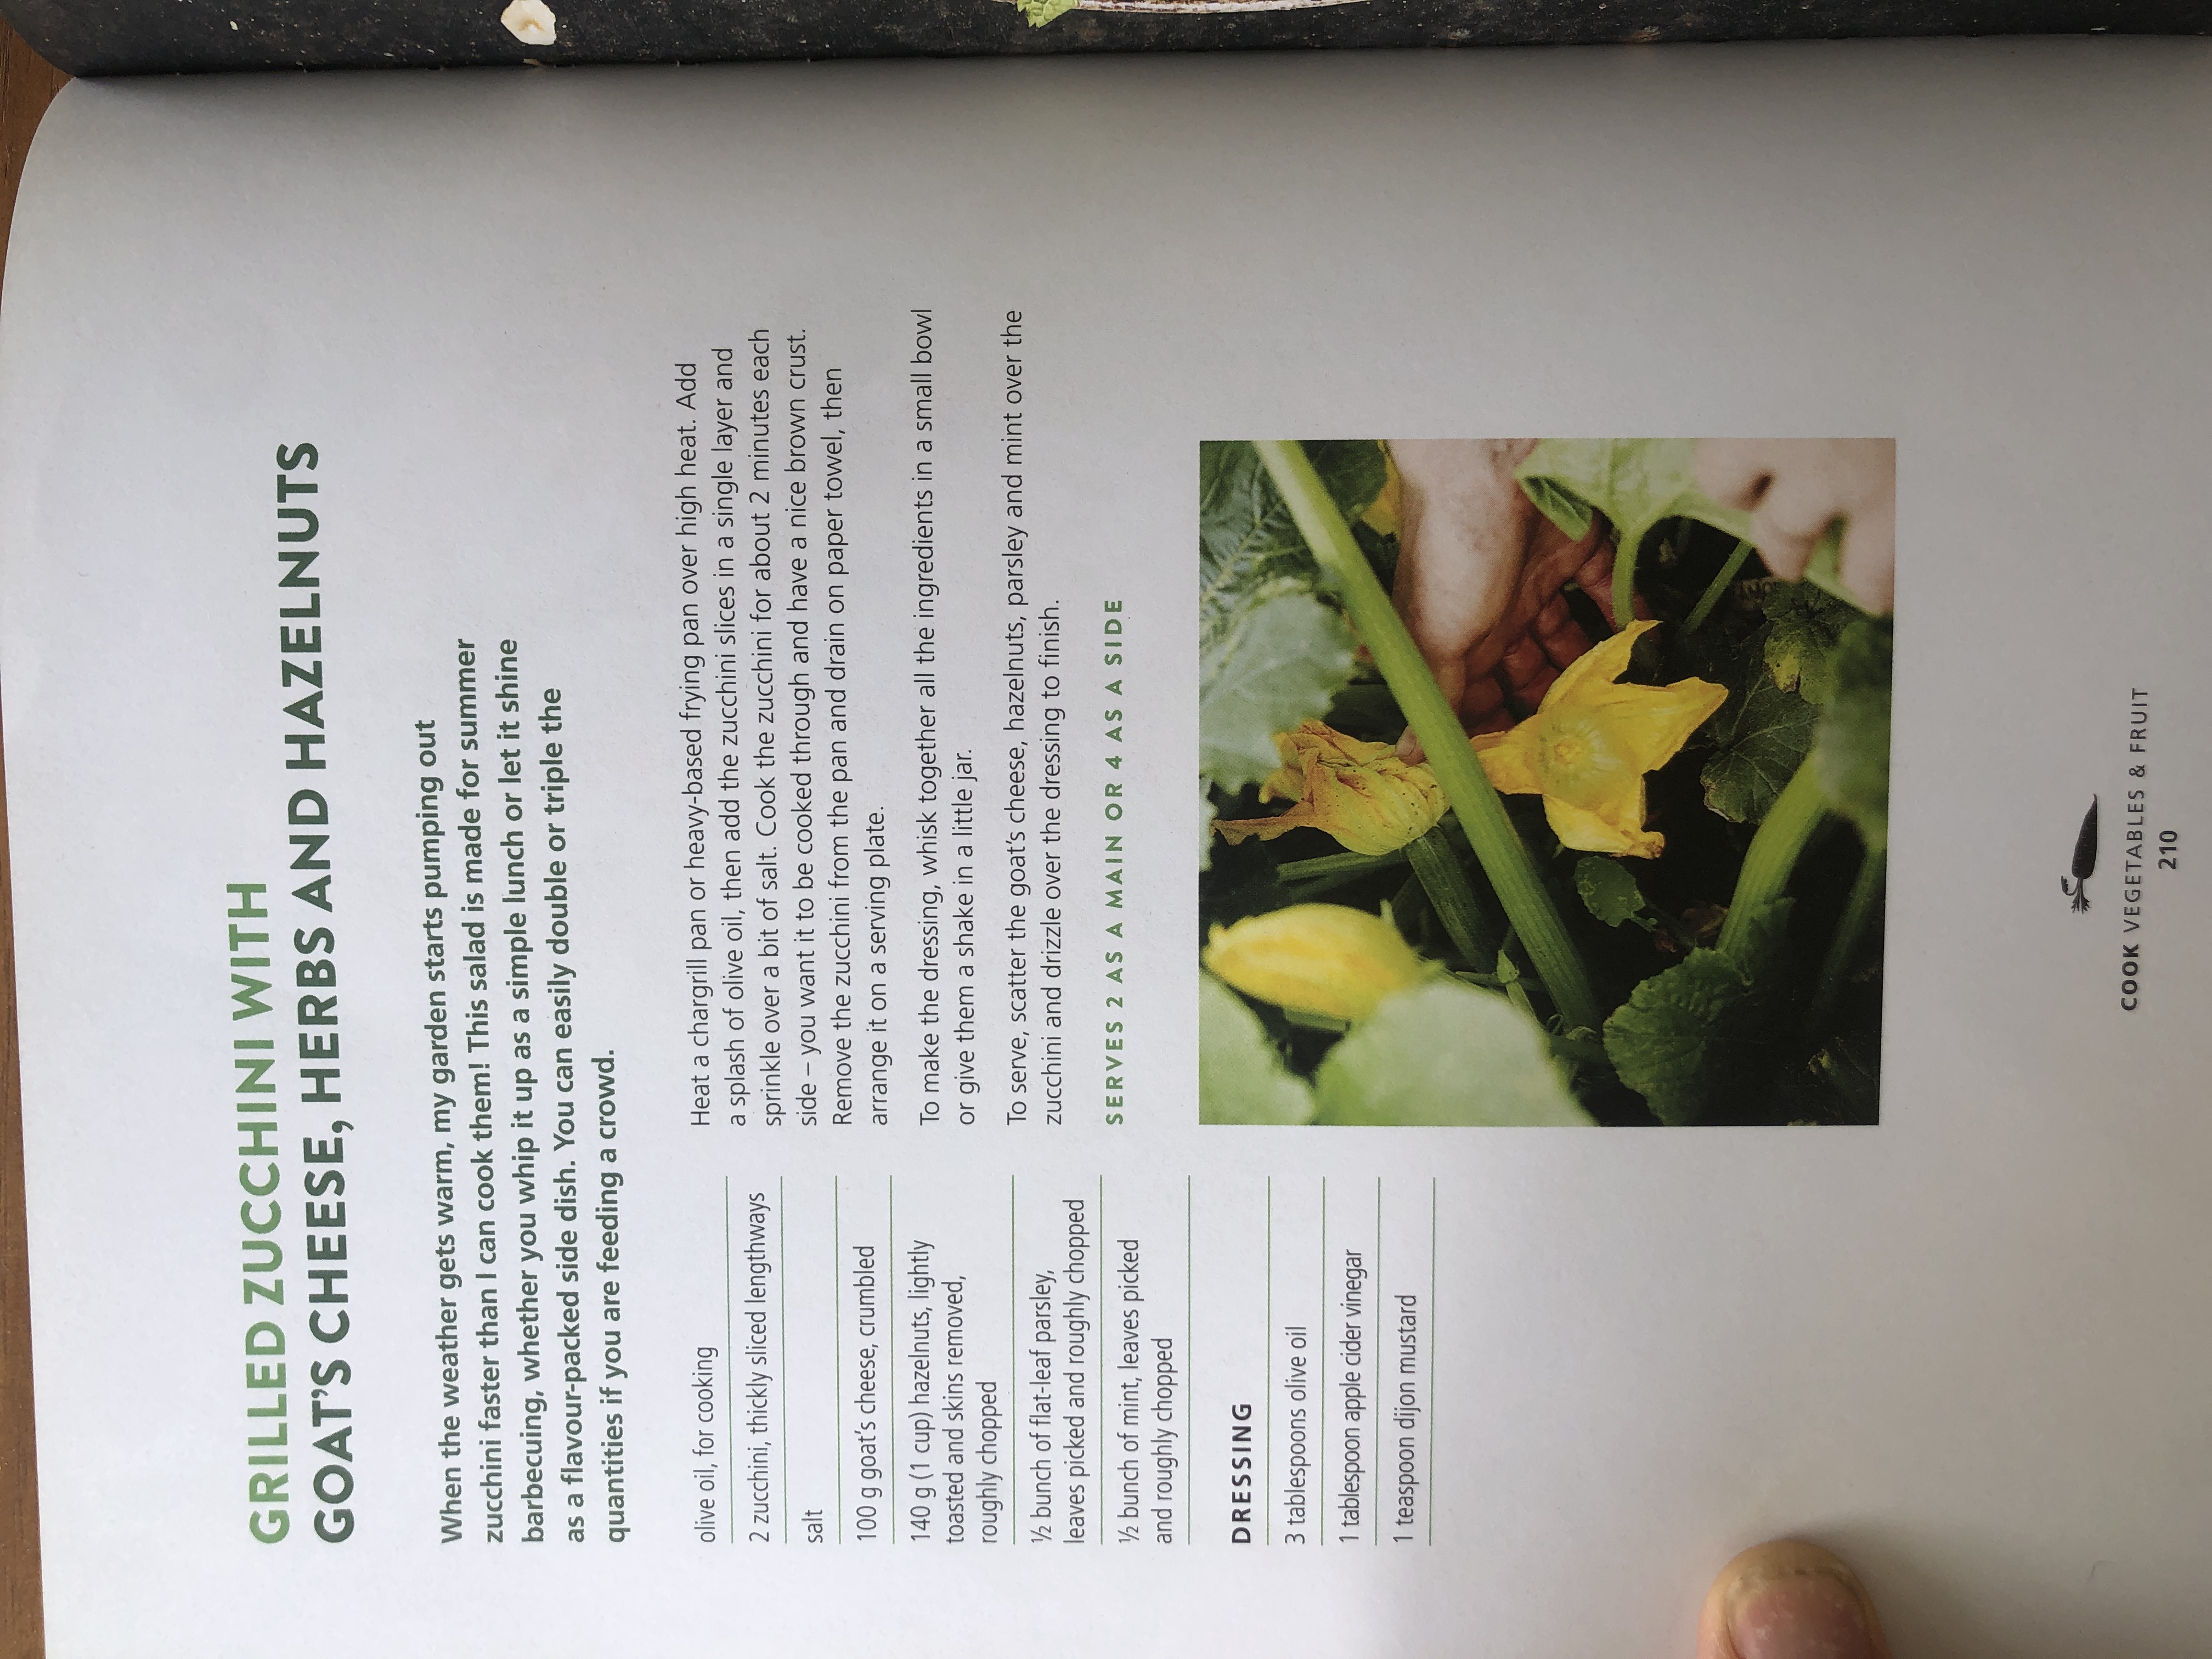 GRILLED ZUCCHINI WITH
GOAT'S CHEESE, HERBS AND HAZELNUTS
When the weather gets warm, my garden starts pumping out
zucchini faster than I can cook them! This salad is made for summer
barbecuing, whether you whip it up as a simple lunch or let it shine
as a flavour-packed side dish. You can easily double or triple the
quantities if you are feeding a crowd.
olive oil, for cooking
2 zucchini, thickly sliced lengthways
salt
100 g goat's cheese, crumbled
140 g (1 cup) hazelnuts, lightly
toasted and skins removed,
roughly chopped
½ bunch of flat-leaf parsley,
leaves picked and roughly chopped
½ bunch of mint, leaves picked
and roughly chopped
DRESSING
3 tablespoons olive oil
1 tablespoon apple cider vinegar
1 teaspoon dijon mustard
Heat a chargrill pan or heavy-based frying pan over high heat. Add
a splash of olive oil, then add the zucchini slices in a single layer and
sprinkle over a bit of salt. Cook the zucchini for about 2 minutes each
side – you want it to be cooked through and have a nice brown crust.
Remove the zucchini from the pan and drain on paper towel, then
arrange it on a serving plate.
To make the dressing, whisk together all the ingredients in a small bowl
or give them a shake in a little jar.
To serve, scatter the goat's cheese, hazelnuts, parsley and mint over the
zucchini and drizzle over the dressing to finish.
SERVES 2 AS A MAIN OR 4 AS A SIDE
COOK VEGETABLES & FRUIT
210